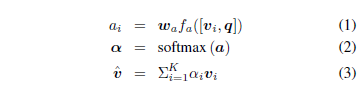 a_i = w_a f_a([v_i, q]) (1)
α = softmax (a) (2)
v̂ = Σ_{i=1}^{K} α_i v_i (3)